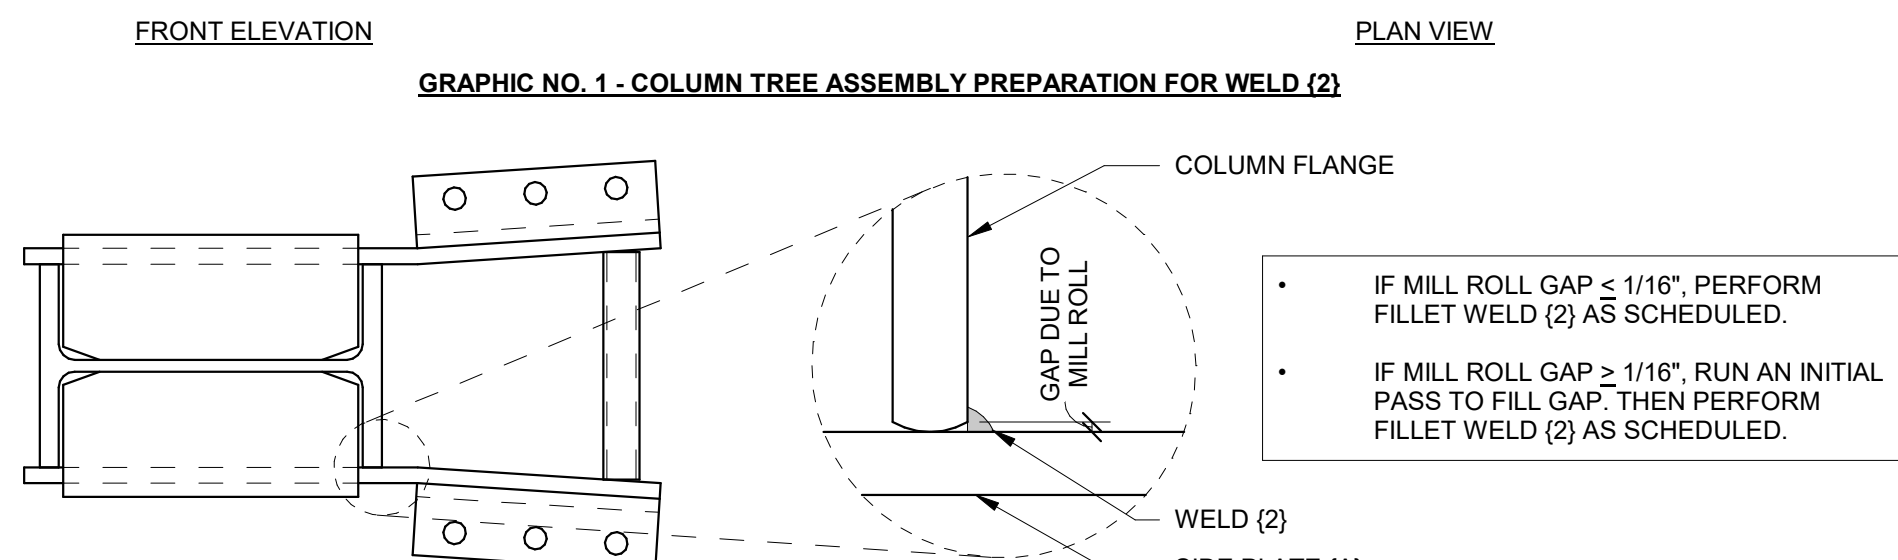 FRONT ELEVATION
PLAN VIEW
GRAPHIC NO. 1 - COLUMN TREE ASSEMBLY PREPARATION FOR WELD {2}
COLUMN FLANGE
GAP DUE TO
MILL ROLL
• IF MILL ROLL GAP ≤ 1/16", PERFORM
FILLET WELD {2} AS SCHEDULED.
• IF MILL ROLL GAP ≥ 1/16", RUN AN INITIAL
PASS TO FILL GAP. THEN PERFORM
FILLET WELD {2} AS SCHEDULED.
WELD {2}
SIDE PLATE